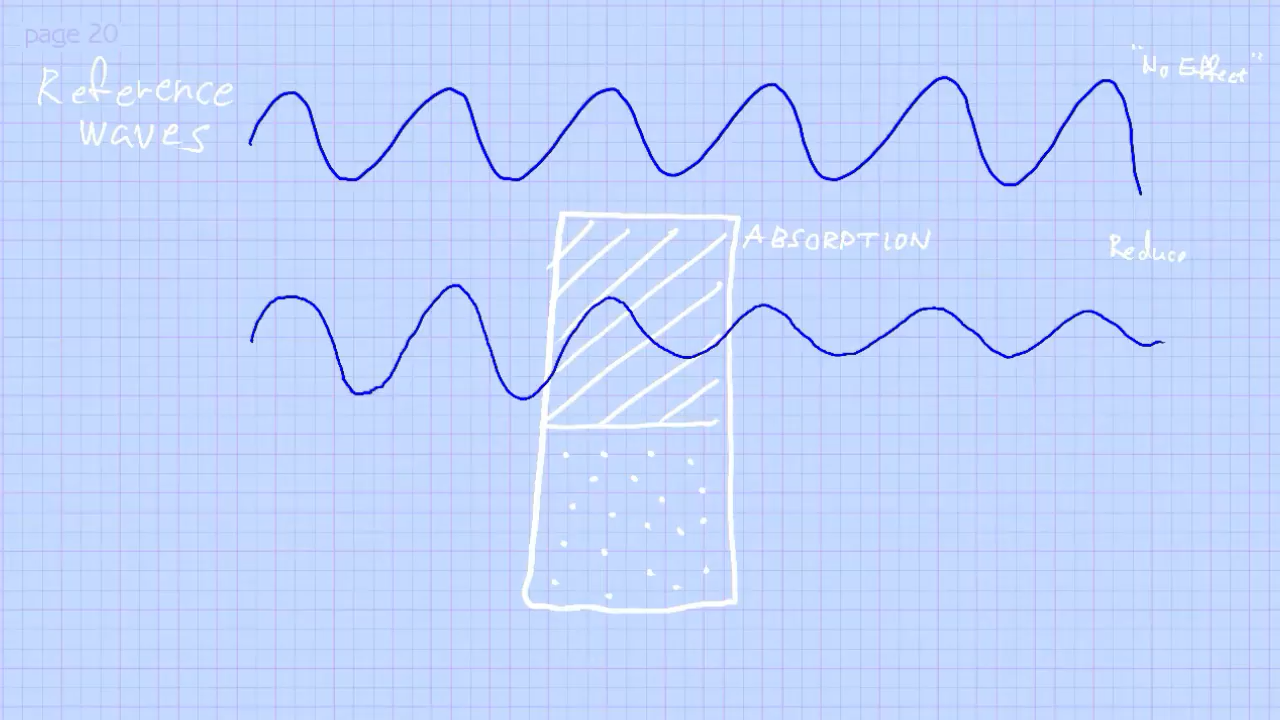 page 20
Reference
waves
"No Effect"
ABSORPTION
Reduce